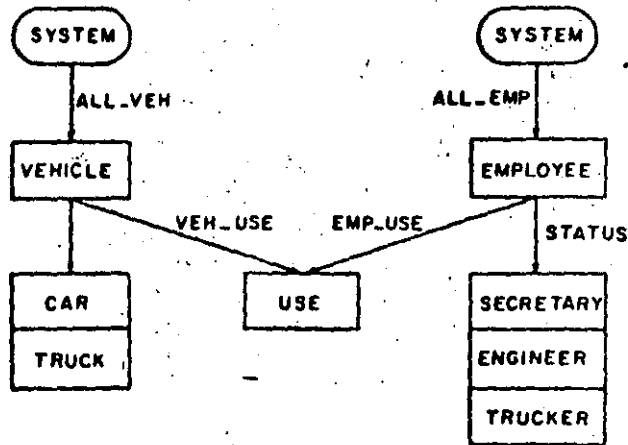 SYSTEM
SYSTEM
ALL_VEH
ALL_EMP
VEHICLE
EMPLOYEE
VEH_USE
EMP_USE
STATUS
CAR
USE
SECRETARY
TRUCK
ENGINEER
TRUCKER